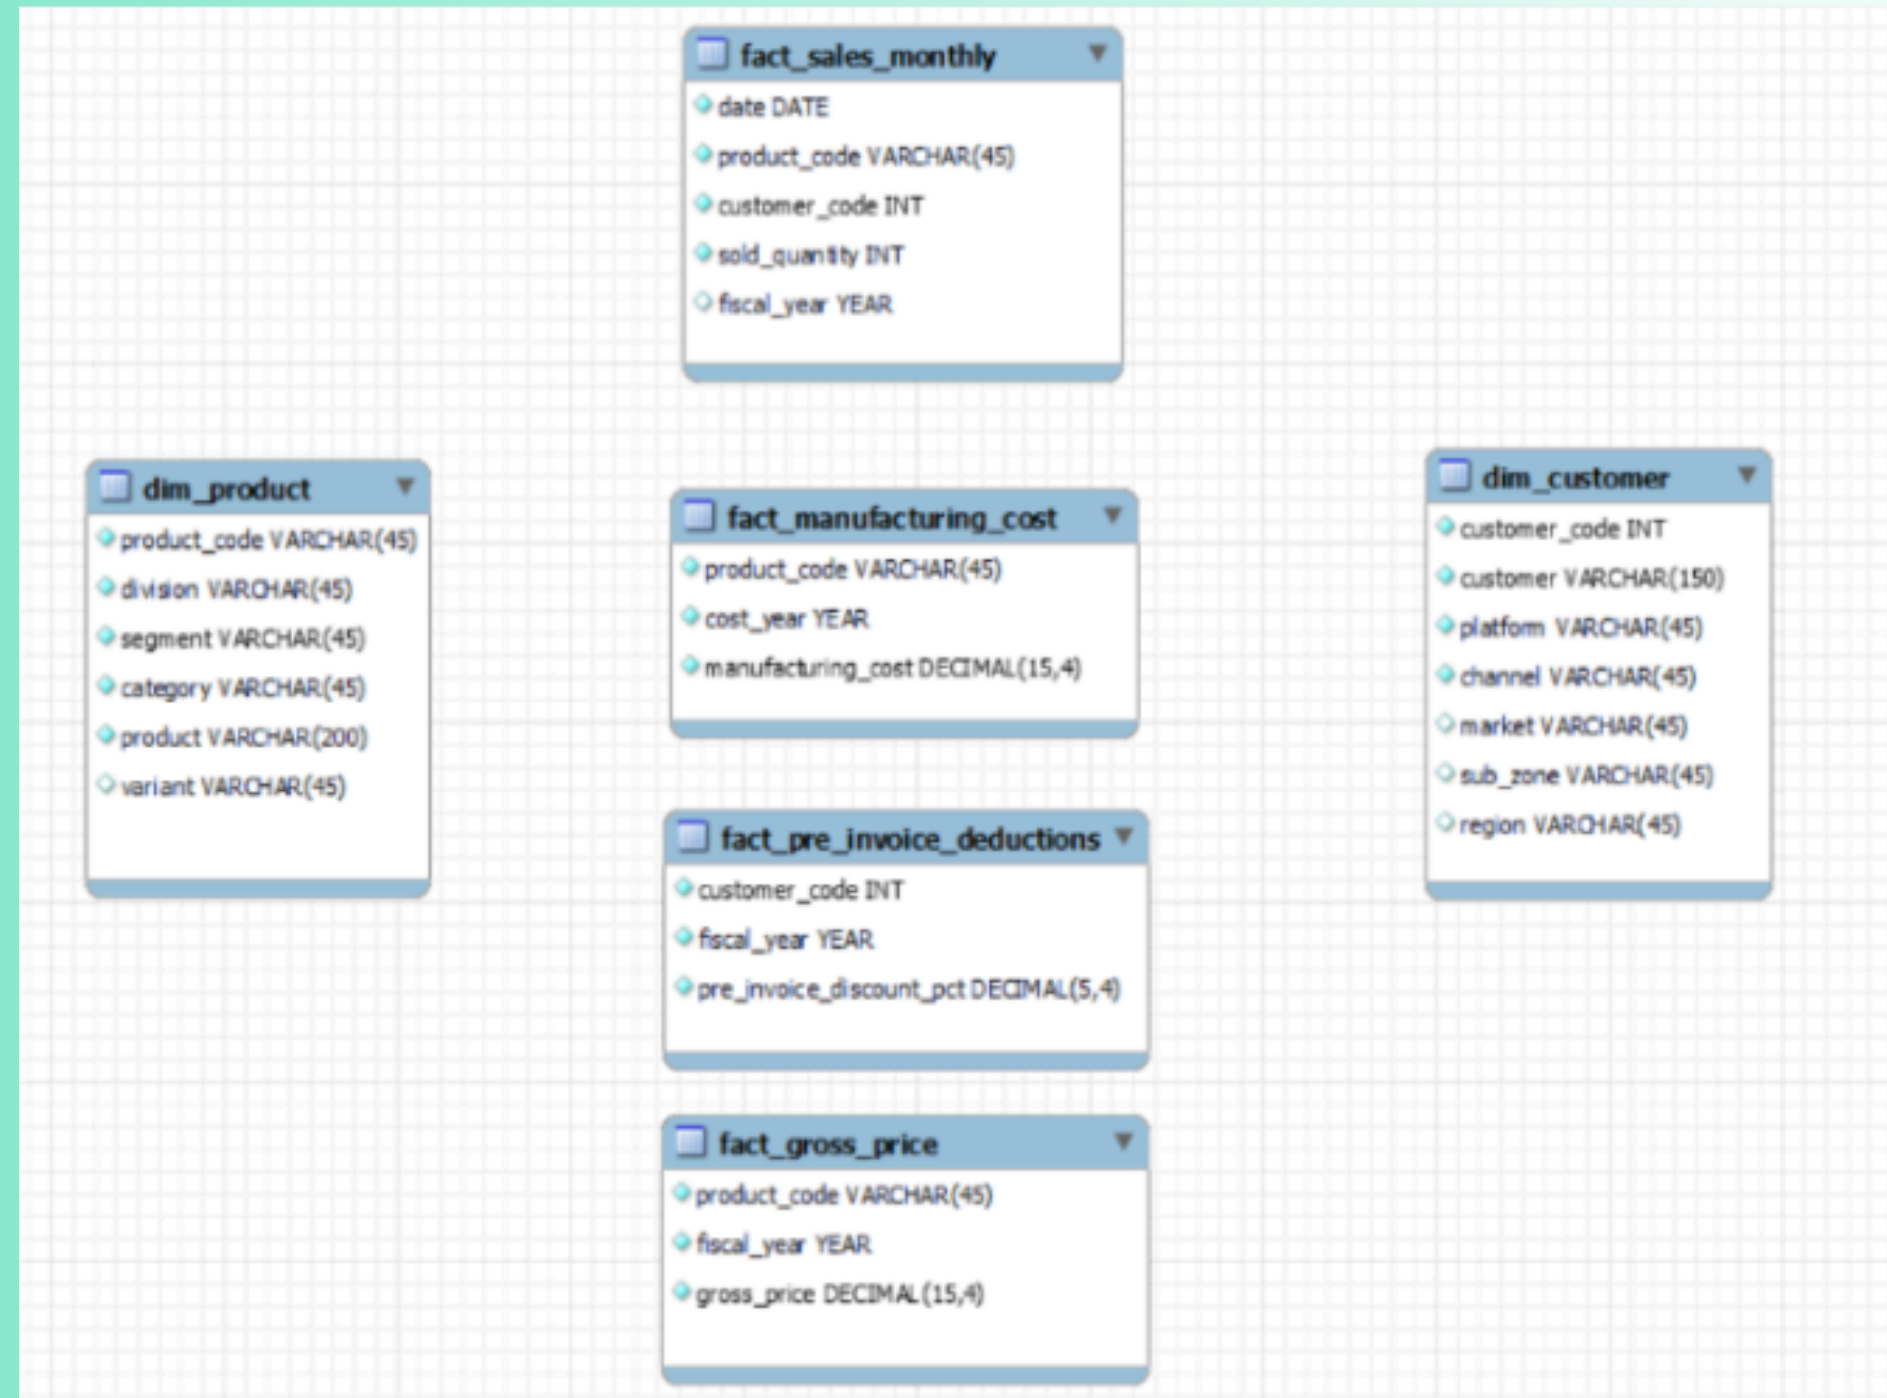 fact_sales_monthly
date DATE
product_code VARCHAR(45)
customer_code INT
sold_quantity INT
fiscal_year YEAR
dim_product
product_code VARCHAR(45)
division VARCHAR(45)
segment VARCHAR(45)
category VARCHAR(45)
product VARCHAR(200)
variant VARCHAR(45)
fact_manufacturing_cost
product_code VARCHAR(45)
cost_year YEAR
manufacturing_cost DECIMAL(15,4)
dim_customer
customer_code INT
customer VARCHAR(150)
platform VARCHAR(45)
channel VARCHAR(45)
market VARCHAR(45)
sub_zone VARCHAR(45)
region VARCHAR(45)
fact_pre_invoice_deductions
customer_code INT
fiscal_year YEAR
pre_invoice_discount_pct DECIMAL(5,4)
fact_gross_price
product_code VARCHAR(45)
fiscal_year YEAR
gross_price DECIMAL(15,4)